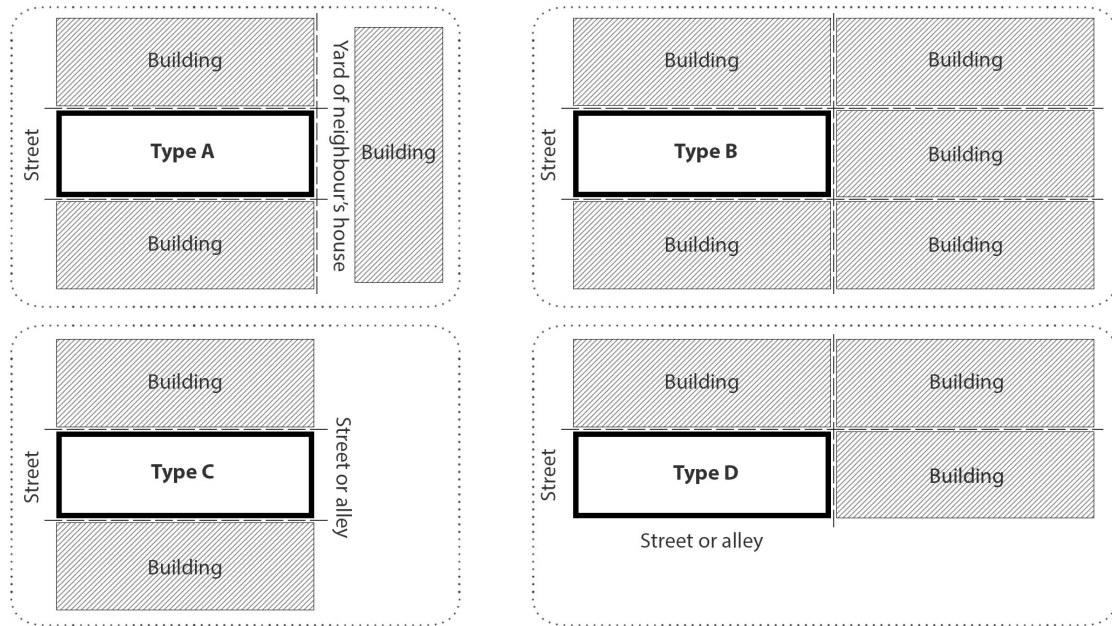 Building
Street
Type A
Building
Yard of neighbour's house
Building
Building
Building
Street
Type B
Building
Building
Building
Building
Street
Type C
Building
Street or alley
Building
Building
Street
Type D
Building
Street or alley